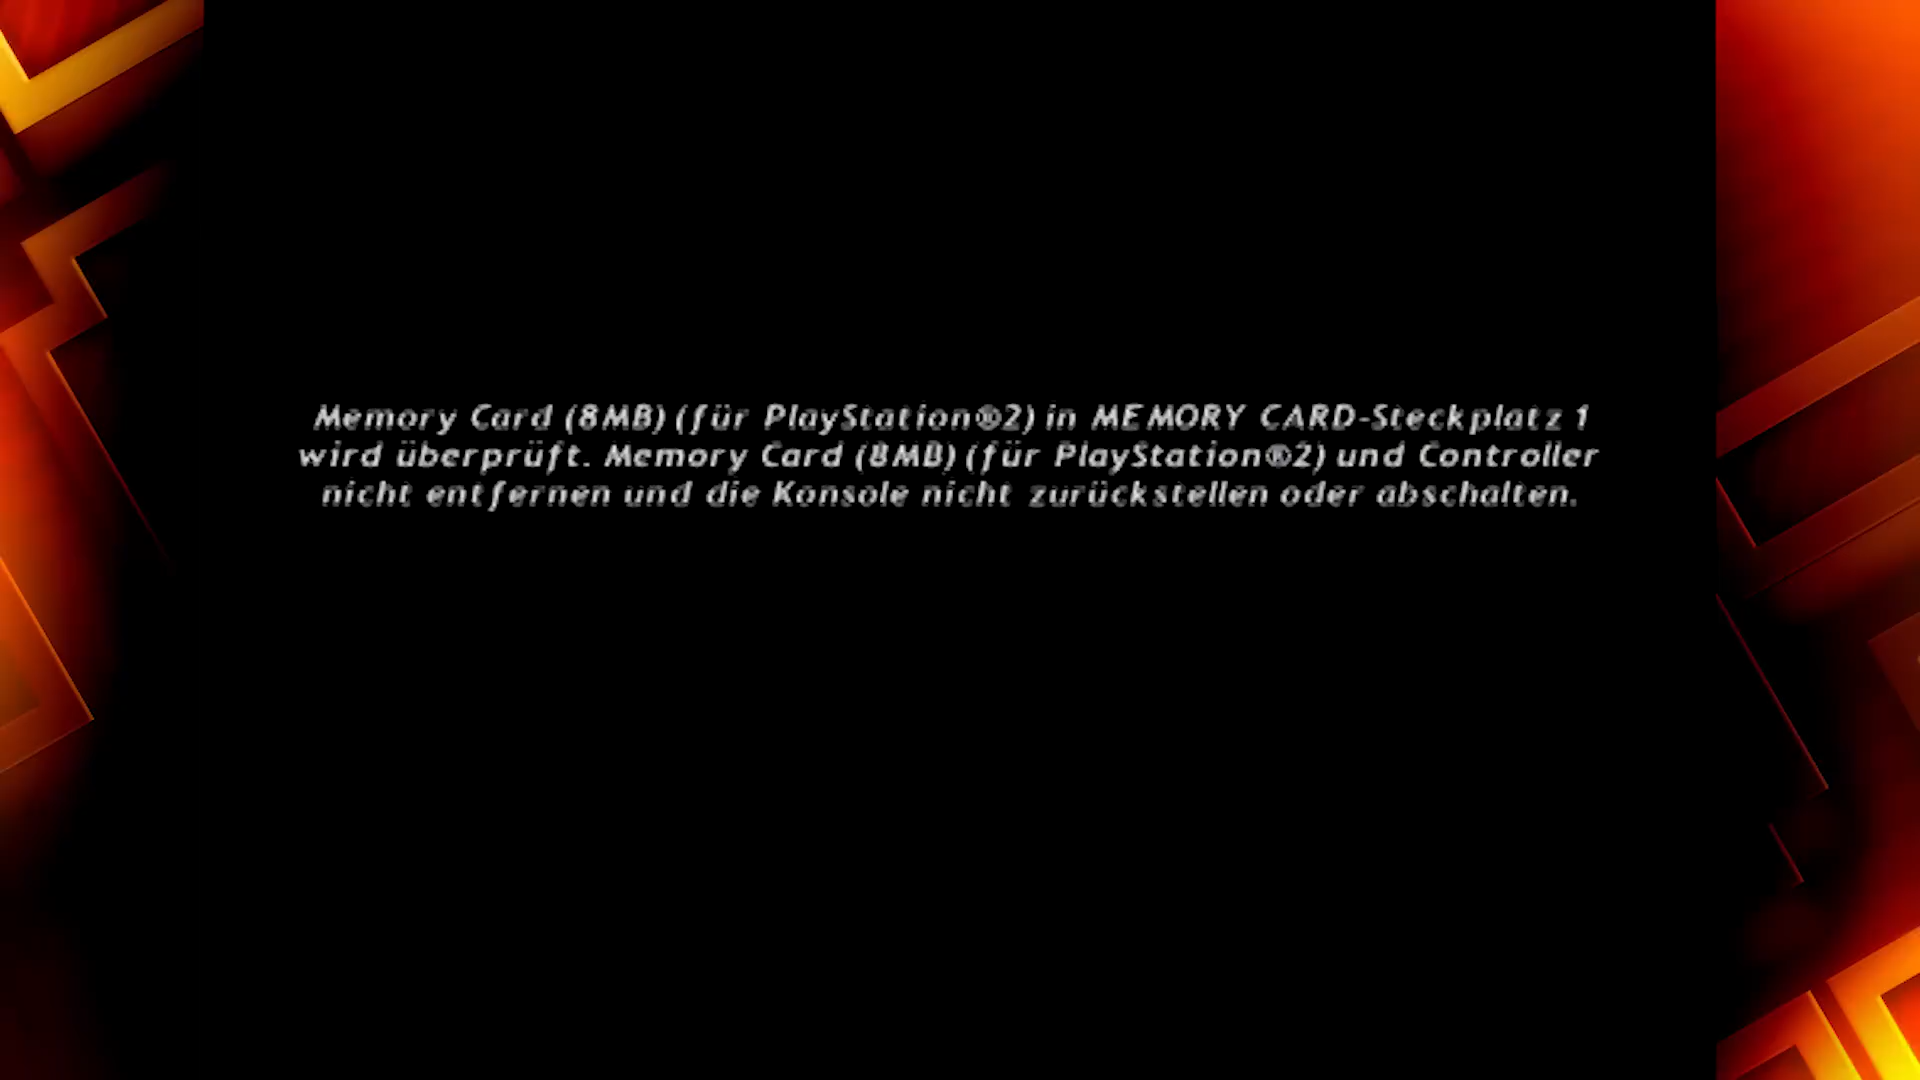 Memory Card (8MB) (für PlayStation®2) in MEMORY CARD-Steckplatz 1
wird überprüft. Memory Card (8MB) (für PlayStation®2) und Controller
nicht entfernen und die Konsole nicht zurückstellen oder abschalten.